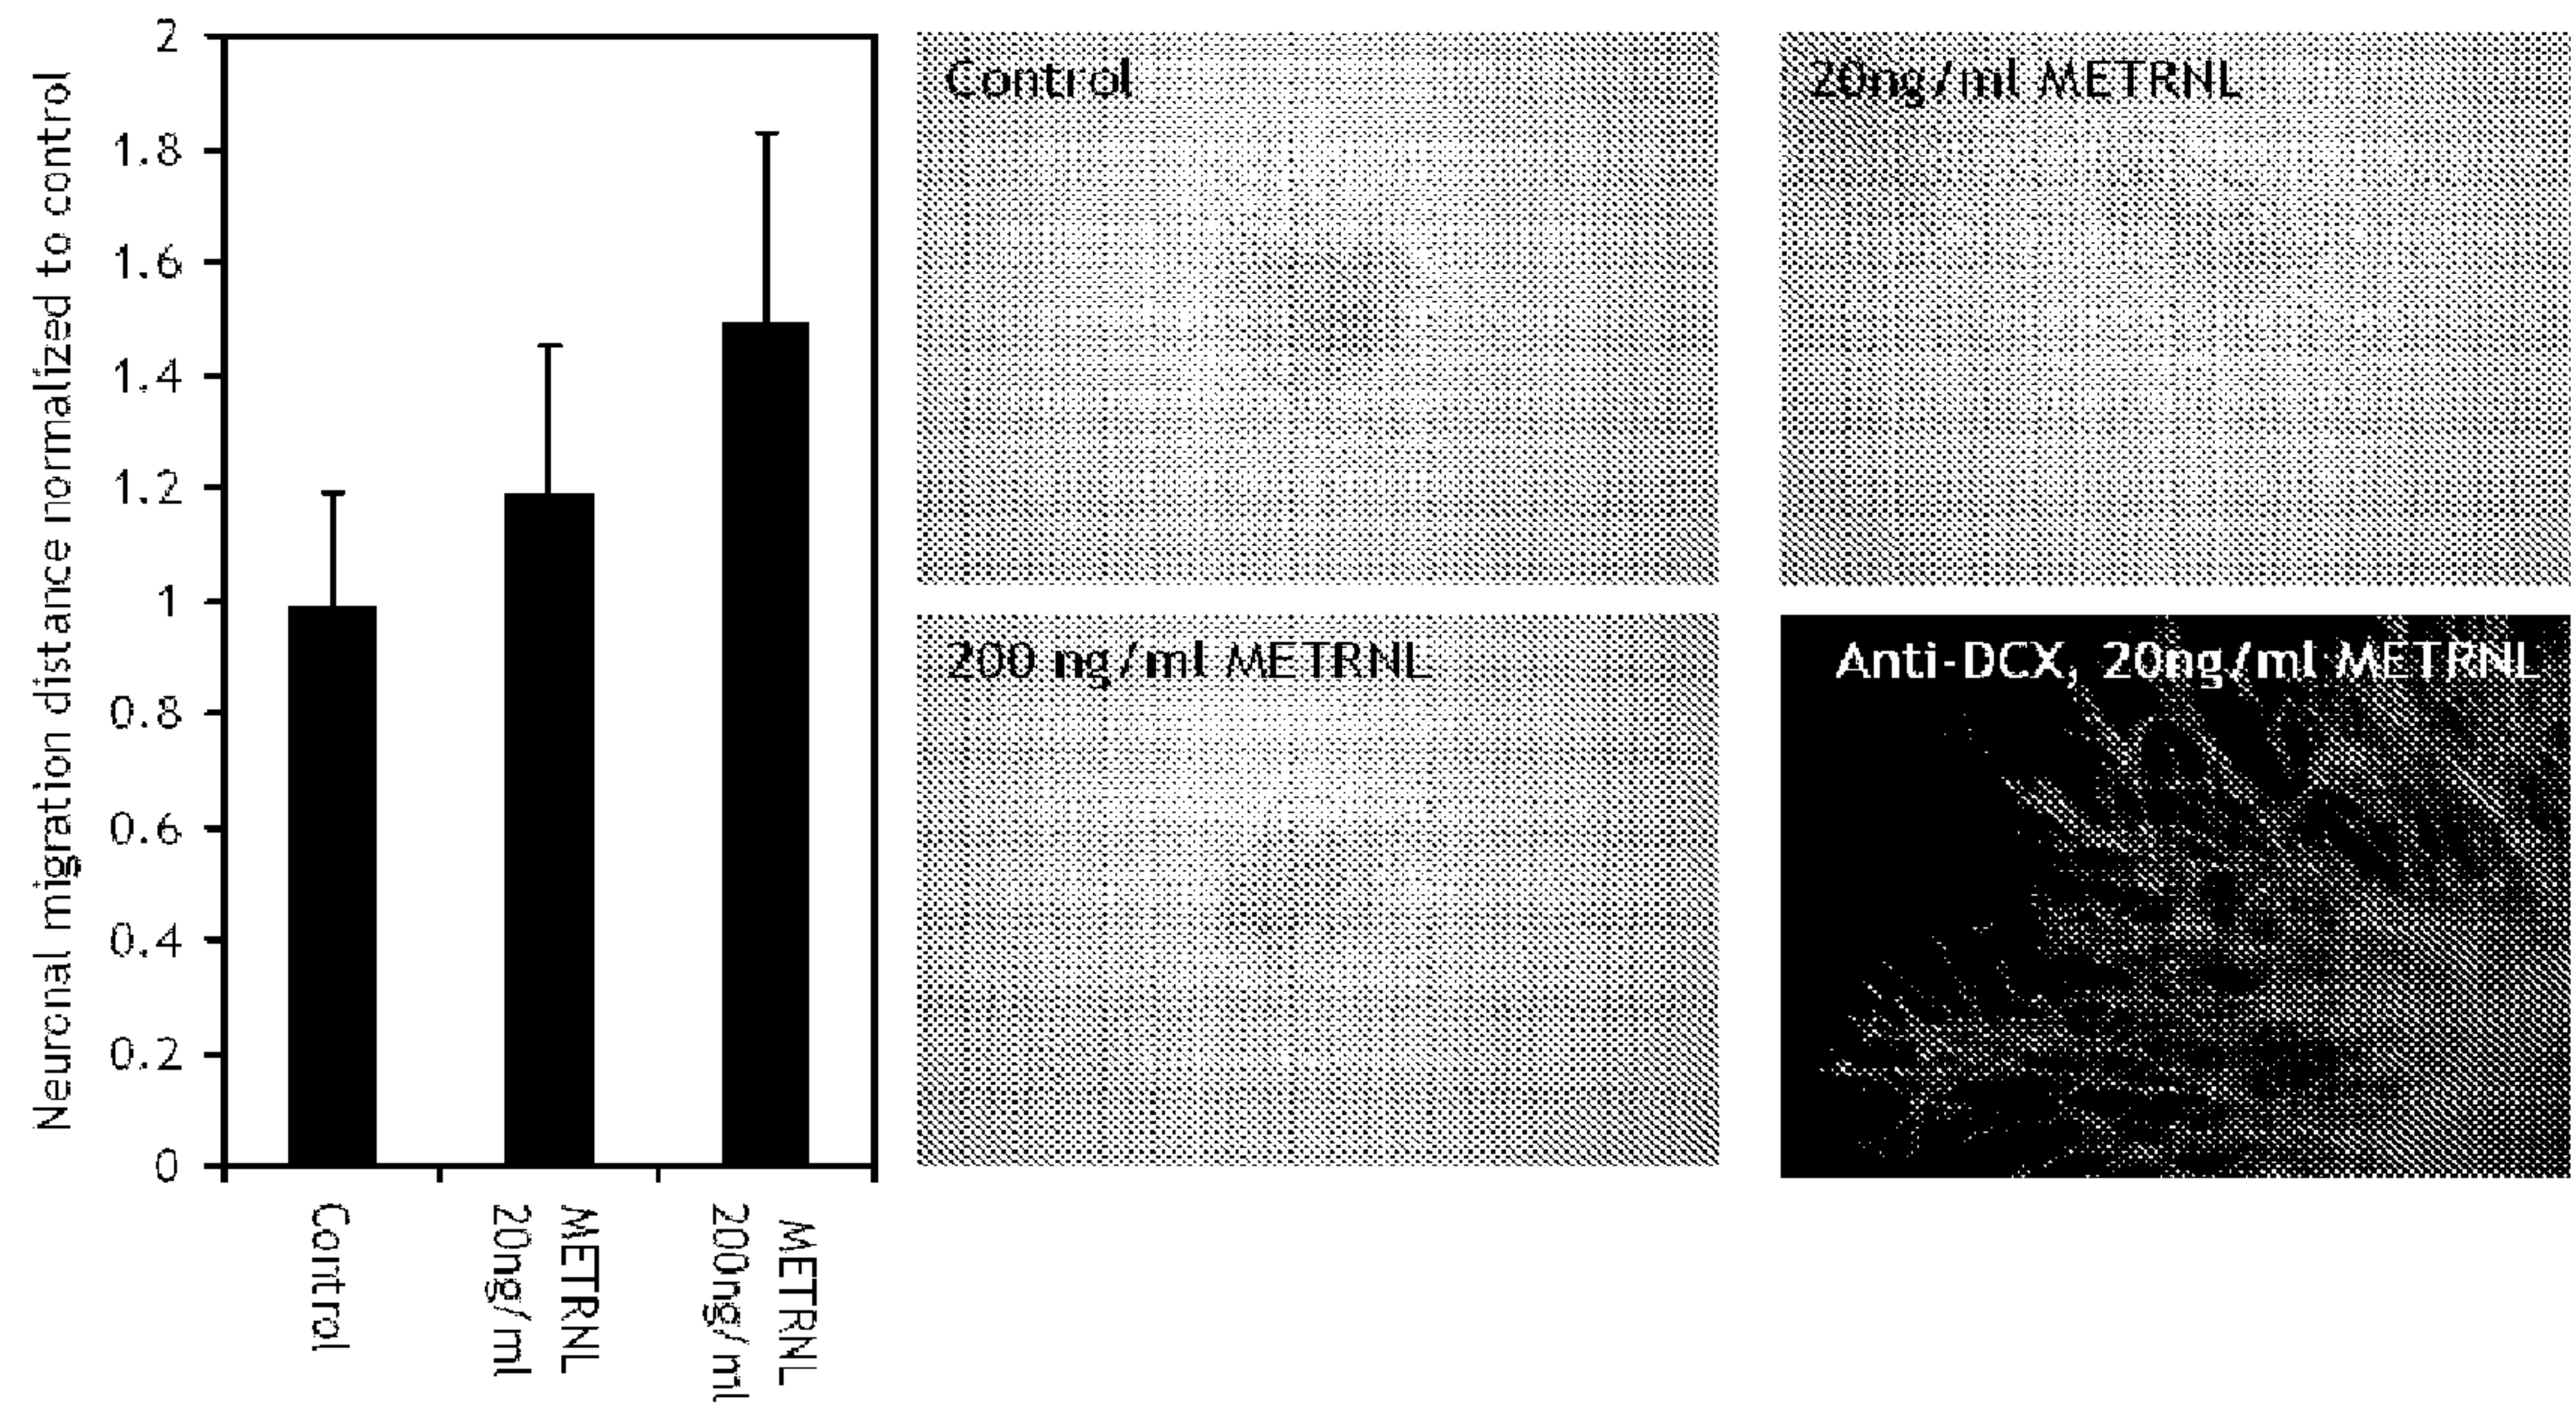 Neuronal migration distance normalized to control
2
1.8
1.6
1.4
1.2
1
0.8
0.6
0.4
0.2
0
Control
METRNL
20ng/ml
METRNL
200ng/ml
Control
20ng/ml METRNL
200 ng/ml METRNL
Anti-DCX, 20ng/ml METRNL